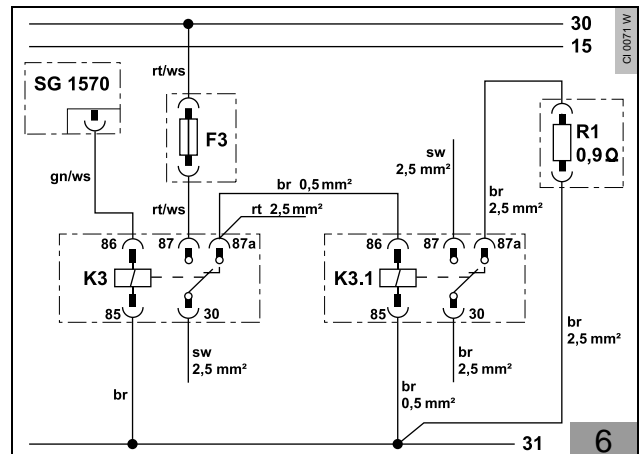 30
15
CI 0071 W
SG 1570
rt/ws
F3
R1
0,9 Ω
gn/ws
rt/ws
br 0,5 mm²
rt 2,5 mm²
sw
2,5 mm²
br
2,5 mm²
86
87
87a
K3
85
30
86
87
87a
K3.1
85
30
br
sw
2,5 mm²
br
0,5 mm²
br
2,5 mm²
br
2,5 mm²
31
6